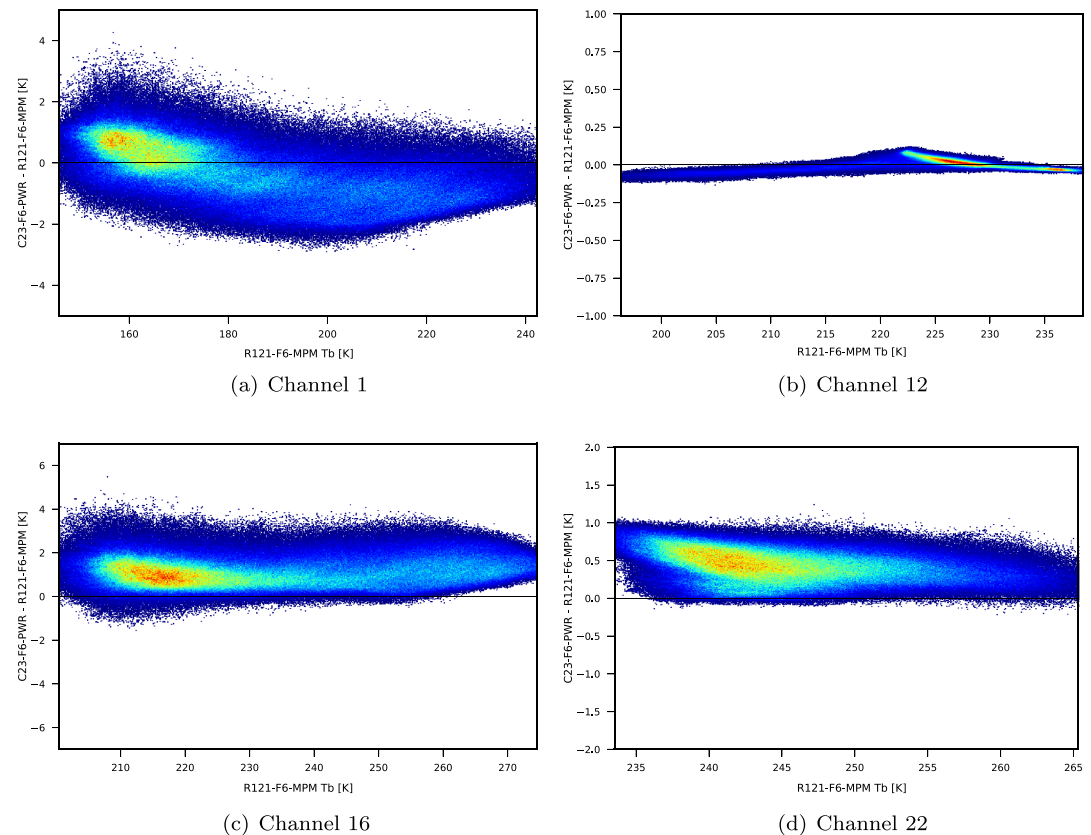 4
2
0
−2
−4
C23-F6-PWR - R121-F6-MPM [K]
160 180 200 220 240
R121-F6-MPM Tb [K]
(a) Channel 1
1.00
0.75
0.50
0.25
0.00
−0.25
−0.50
−0.75
−1.00
C23-F6-PWR - R121-F6-MPM [K]
200 205 210 215 220 225 230 235
R121-F6-MPM Tb [K]
(b) Channel 12
6
4
2
0
−2
−4
−6
C23-F6-PWR - R121-F6-MPM [K]
210 220 230 240 250 260 270
R121-F6-MPM Tb [K]
(c) Channel 16
2.0
1.5
1.0
0.5
0.0
−0.5
−1.0
−1.5
−2.0
C23-F6-PWR - R121-F6-MPM [K]
235 240 245 250 255 260 265
R121-F6-MPM Tb [K]
(d) Channel 22